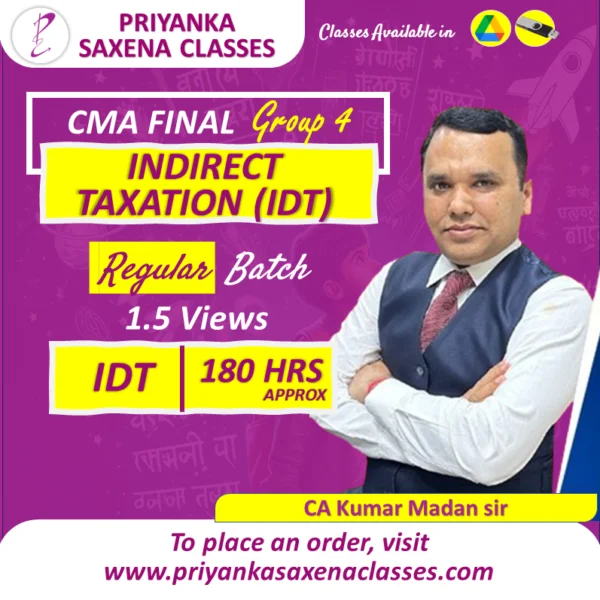 PRIYANKA
SAXENA CLASSES
Classes Available in
CMA FINAL Group 4
INDIRECT
TAXATION (IDT)
Regular Batch
1.5 Views
IDT
180 HRS
APPROX
CA Kumar Madan sir
To place an order, visit
www.priyankasaxenaclasses.com